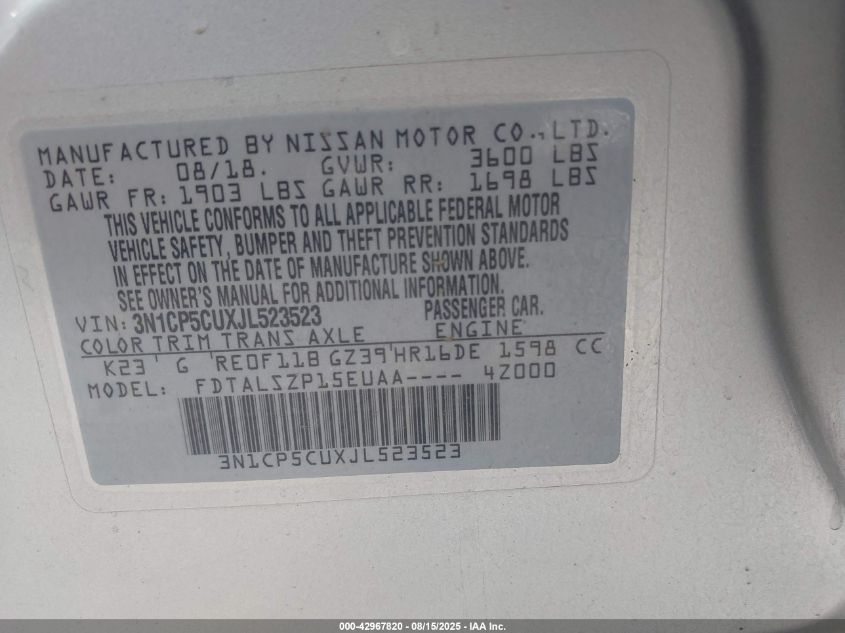 MANUFACTURED BY NISSAN MOTOR CO., LTD.
DATE: 08/18. GVWR: 3600 LBS
GAWR FR: 1903 LBS GAWR RR: 1698 LBS
THIS VEHICLE CONFORMS TO ALL APPLICABLE FEDERAL MOTOR
VEHICLE SAFETY, BUMPER AND THEFT PREVENTION STANDARDS
IN EFFECT ON THE DATE OF MANUFACTURE SHOWN ABOVE.
SEE OWNER'S MANUAL FOR ADDITIONAL INFORMATION.
VIN: 3N1CP5CUXJL523523 PASSENGER CAR.
COLOR TRIM TRANS AXLE ENGINE
K23 G RE0F11B GZ39 HR16DE 1598 CC
MODEL: FDTALSZP15EUAA---- 4Z000
3N1CP5CUXJL523523
000-42967820 - 08/15/2025 - IAA Inc.